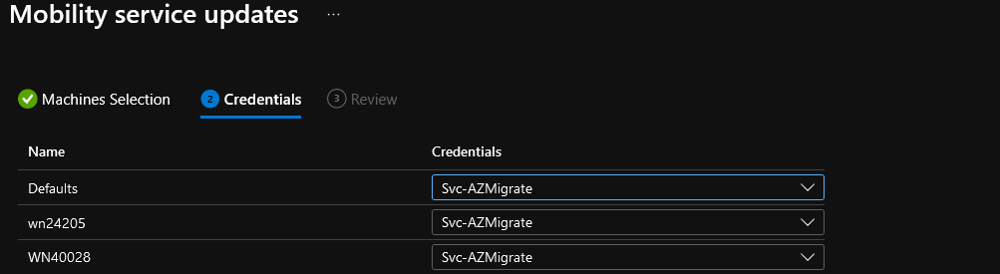 Mobility service updates ...
Machines Selection 2 Credentials 3 Review
Name Credentials
Defaults Svc-AZMigrate
wn24205 Svc-AZMigrate
WN40028 Svc-AZMigrate